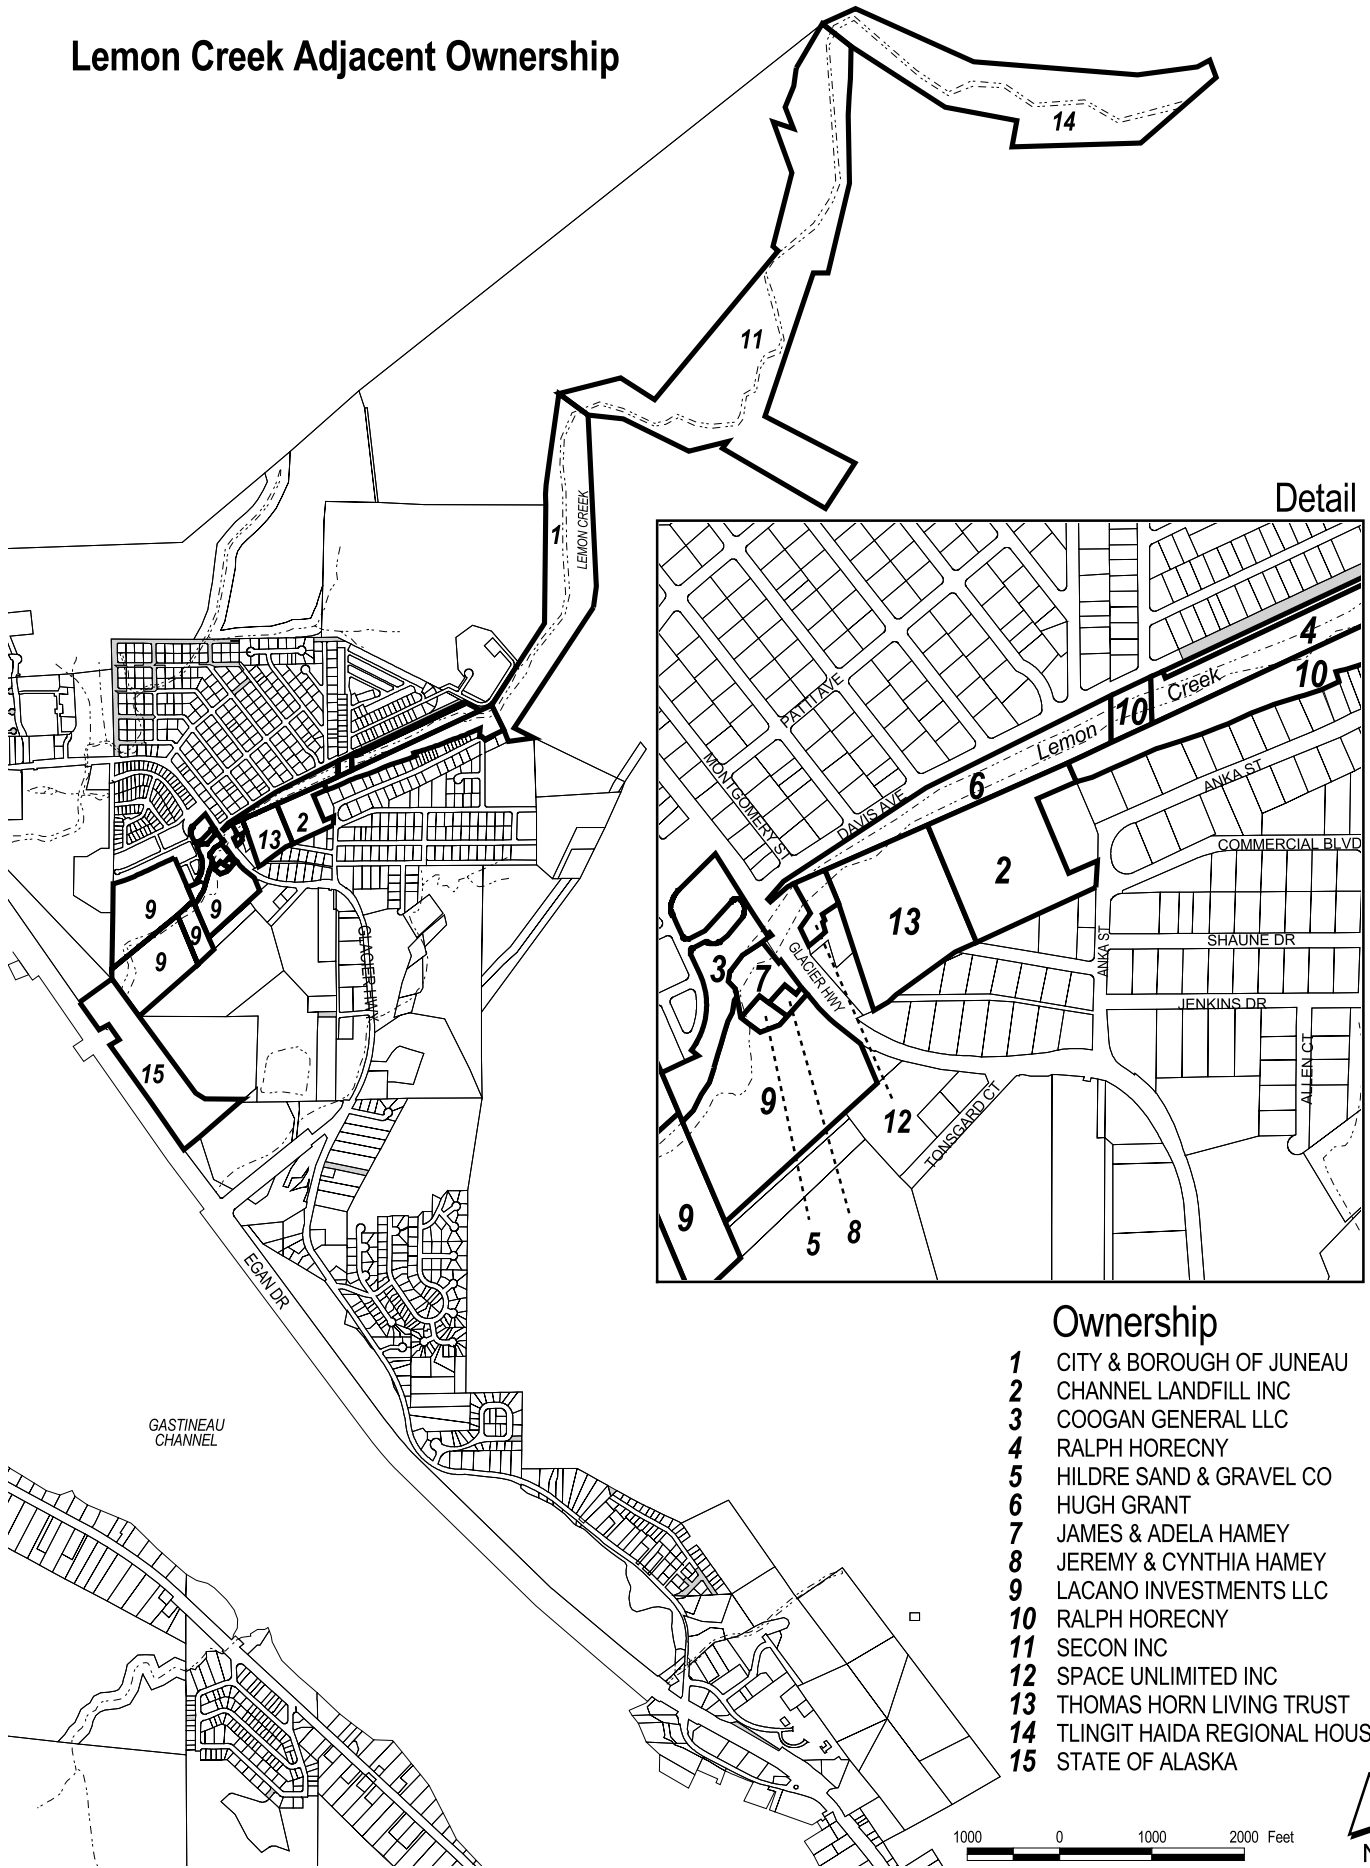 Lemon Creek Adjacent Ownership
14
11
1
LEMON CREEK
13
2
9
9
9
9
GLACIER HWY
15
EGAN DR
GASTINEAU
CHANNEL
Detail
4
10
10
Creek
Lemon
PATTI AVE
MONTGOMERY ST
DAVIS AVE
6
ANKA ST
COMMERCIAL BLVD
2
13
ANKA ST
SHAUNE DR
3
7
GLACIER HWY
JENKINS DR
ALLEN CT
9
12
TONSGARD CT
9
5
8
Ownership
1 CITY & BOROUGH OF JUNEAU
2 CHANNEL LANDFILL INC
3 COOGAN GENERAL LLC
4 RALPH HORECNY
5 HILDRE SAND & GRAVEL CO
6 HUGH GRANT
7 JAMES & ADELA HAMEY
8 JEREMY & CYNTHIA HAMEY
9 LACANO INVESTMENTS LLC
10 RALPH HORECNY
11 SECON INC
12 SPACE UNLIMITED INC
13 THOMAS HORN LIVING TRUST
14 TLINGIT HAIDA REGIONAL HOUS
15 STATE OF ALASKA
1000 0 1000 2000 Feet
N